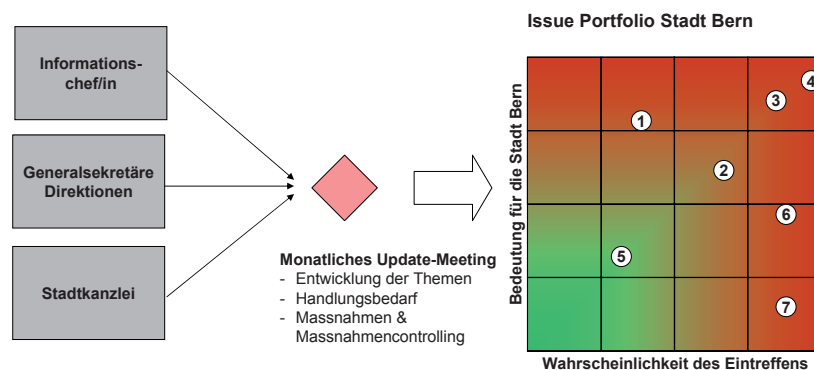 Issue Portfolio Stadt Bern
Informations-
chef/in
Generalsekretäre
Direktionen
Stadtkanzlei
Monatliches Update-Meeting
- Entwicklung der Themen
- Handlungsbedarf
- Massnahmen &
Massnahmencontrolling
Bedeutung für die Stadt Bern
4
3
1
2
6
5
7
Wahrscheinlichkeit des Eintreffens